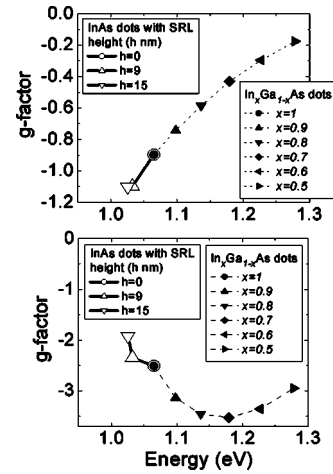 g-factor
0.0
-0.2
-0.4
-0.6
-0.8
-1.0
-1.2
InAs dots with SRL
height (h nm)
h=0
h=9
h=15
InxGa1-xAs dots
x=1
x=0.9
x=0.8
x=0.7
x=0.6
x=0.5
1.0 1.1 1.2 1.3
g-factor
0
-1
-2
-3
InAs dots with SRL
height (h nm)
h=0
h=9
h=15
InxGa1-xAs dots
x=1
x=0.9
x=0.8
x=0.7
x=0.6
x=0.5
1.0 1.1 1.2 1.3
Energy (eV)